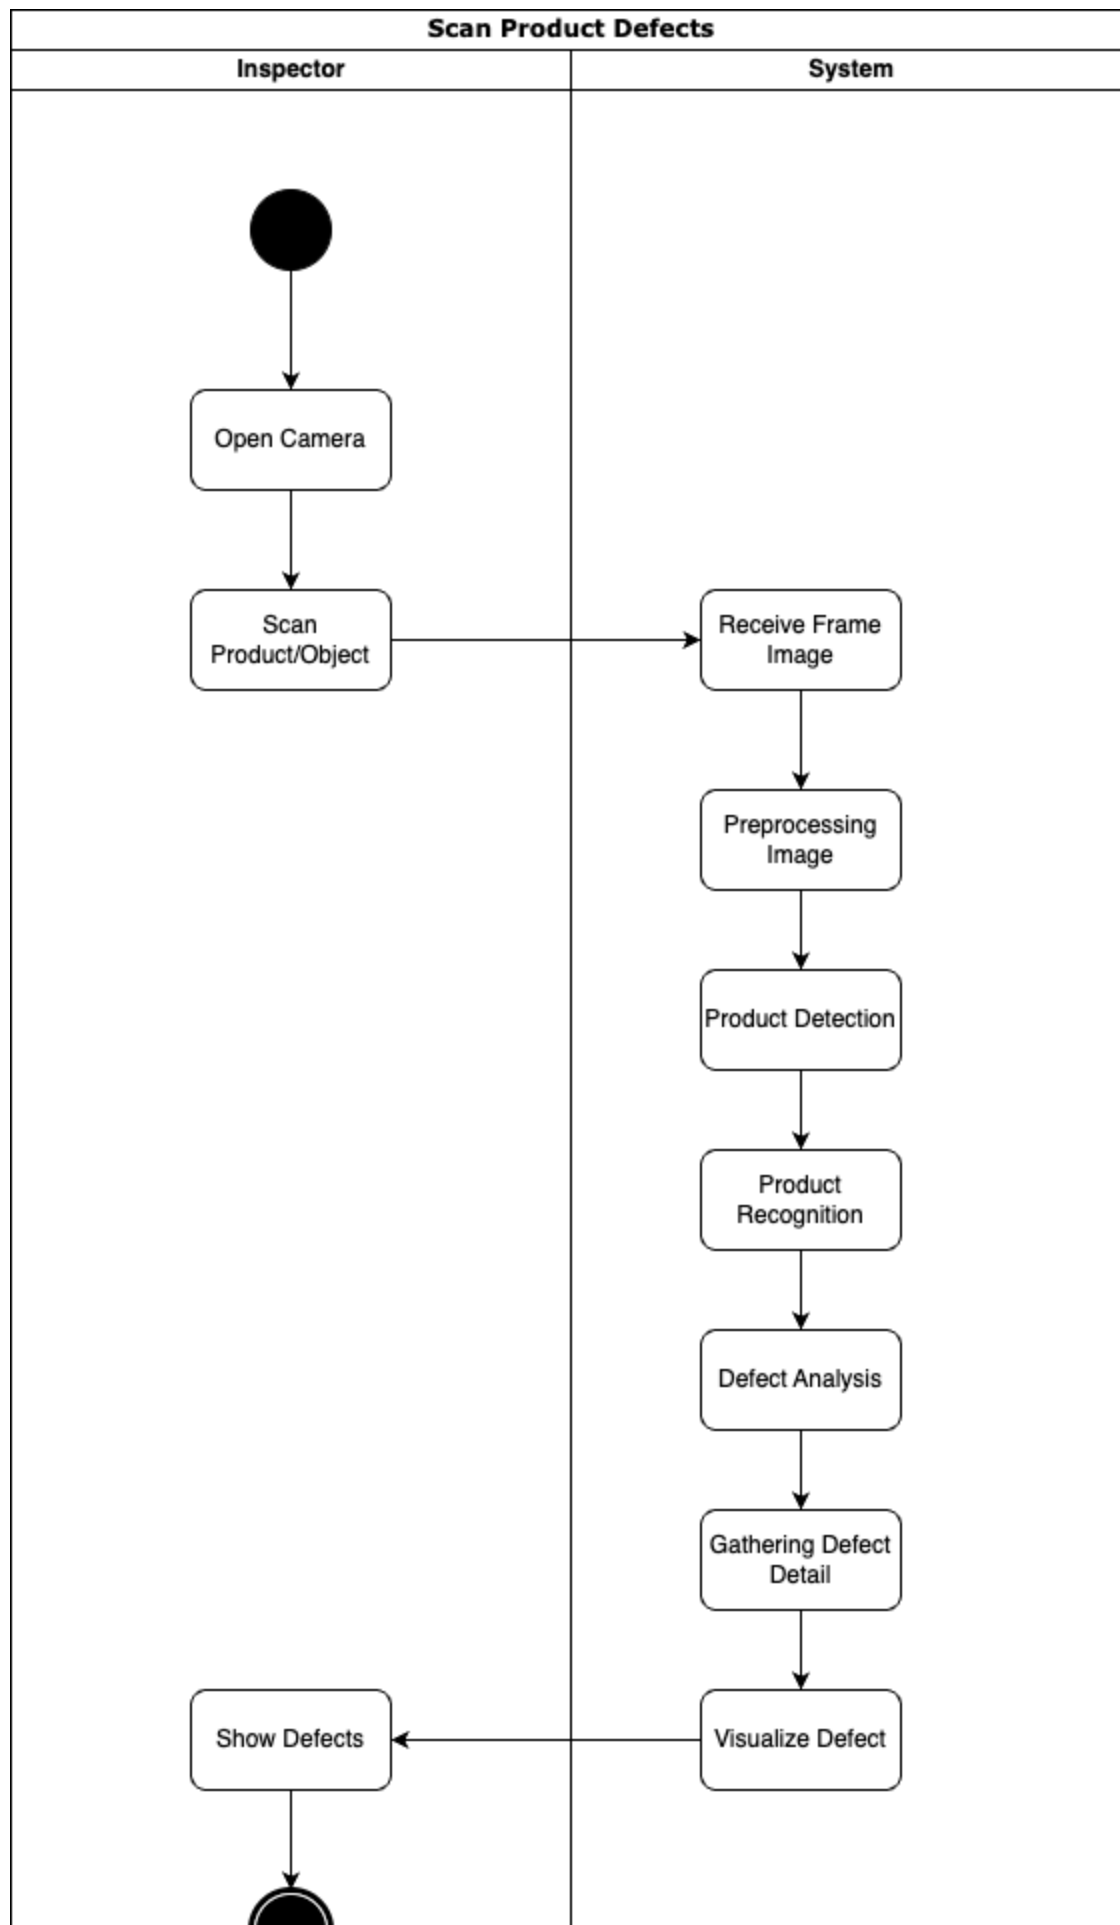 Scan Product Defects
Inspector
System
Open Camera
Scan
Product/Object
Receive Frame
Image
Preprocessing
Image
Product Detection
Product
Recognition
Defect Analysis
Gathering Defect
Detail
Visualize Defect
Show Defects